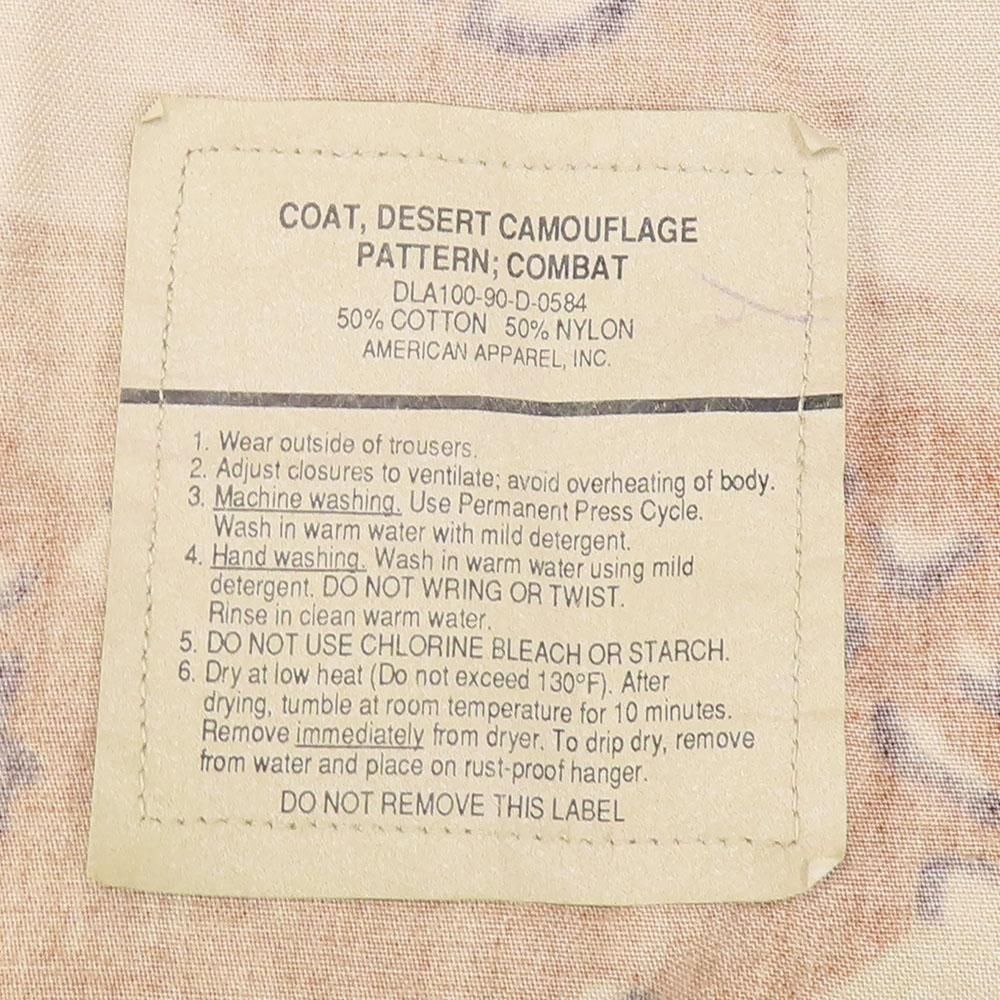 COAT, DESERT CAMOUFLAGE
PATTERN; COMBAT
DLA100-90-D-0584
50% COTTON 50% NYLON
AMERICAN APPAREL, INC.
1. Wear outside of trousers.
2. Adjust closures to ventilate; avoid overheating of body.
3. Machine washing. Use Permanent Press Cycle.
Wash in warm water with mild detergent.
4. Hand washing. Wash in warm water using mild
detergent. DO NOT WRING OR TWIST.
Rinse in clean warm water.
5. DO NOT USE CHLORINE BLEACH OR STARCH.
6. Dry at low heat (Do not exceed 130°F). After
drying, tumble at room temperature for 10 minutes.
Remove immediately from dryer. To drip dry, remove
from water and place on rust-proof hanger.
DO NOT REMOVE THIS LABEL